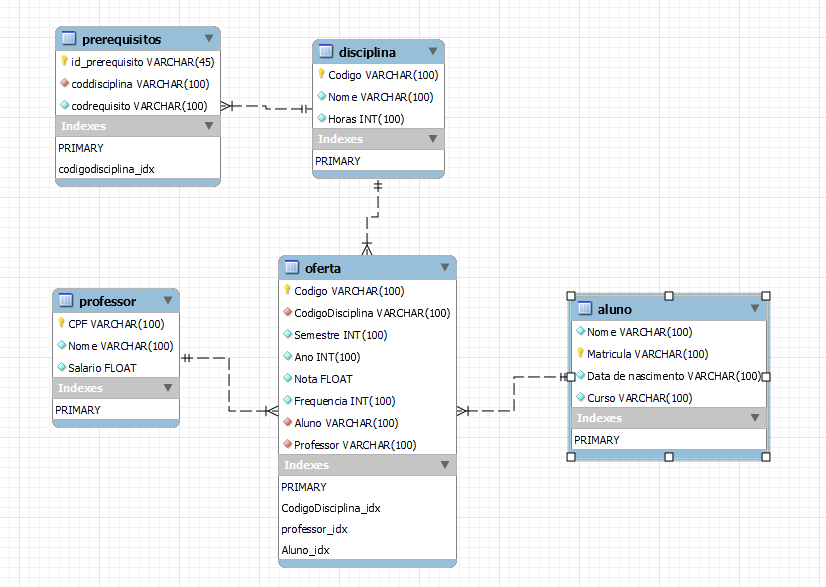 prerequisitos
id_prerequisito VARCHAR(45)
coddisciplina VARCHAR(100)
codrequisito VARCHAR(100)
Indexes
PRIMARY
codigodisciplina_idx
disciplina
Codigo VARCHAR(100)
Nome VARCHAR(100)
Horas INT(100)
Indexes
PRIMARY
professor
CPF VARCHAR(100)
Nome VARCHAR(100)
Salario FLOAT
Indexes
PRIMARY
oferta
Codigo VARCHAR(100)
CodigoDisciplina VARCHAR(100)
Semestre INT(100)
Ano INT(100)
Nota FLOAT
Frequencia INT(100)
Aluno VARCHAR(100)
Professor VARCHAR(100)
Indexes
PRIMARY
CodigoDisciplina_idx
professor_idx
Aluno_idx
aluno
Nome VARCHAR(100)
Matricula VARCHAR(100)
Data de nascimento VARCHAR(100)
Curso VARCHAR(100)
Indexes
PRIMARY